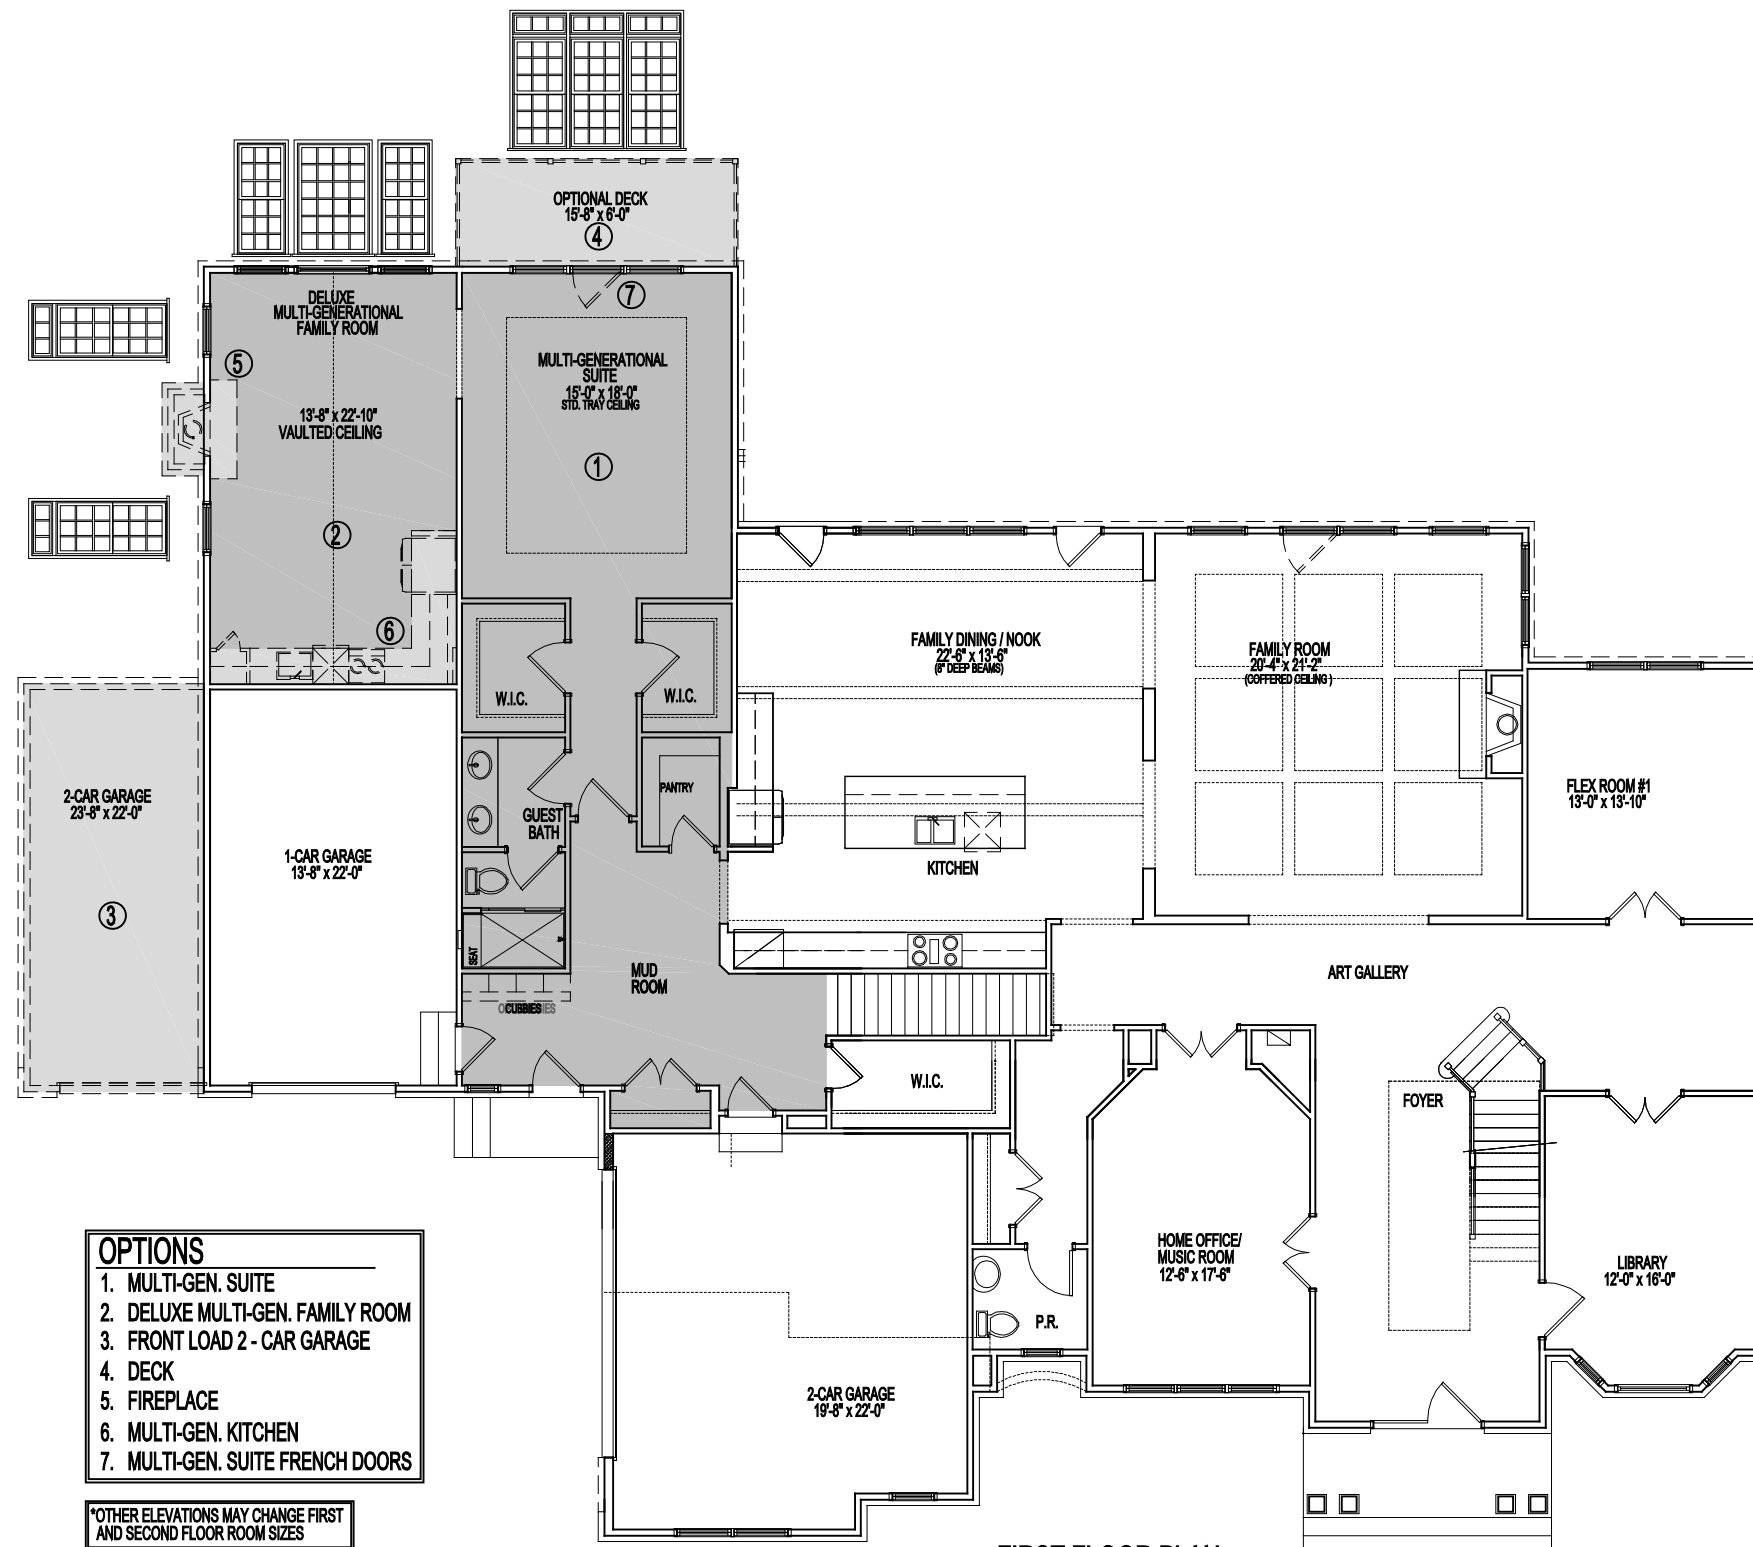 OPTIONAL DECK
15'-8" x 6'-0"
4
DELUXE
MULTI-GENERATIONAL
FAMILY ROOM
7
5
MULTI-GENERATIONAL
SUITE
15'-0" x 18'-0"
STD. TRAY CEILING
13'-8" x 22'-10"
VAULTED CEILING
1
2
6
FAMILY DINING / NOOK
22'-6" x 13'-6"
(8" DEEP BEAMS)
FAMILY ROOM
20'-4" x 21'-2"
(COFFERED CEILING )
W.I.C.
W.I.C.
PANTRY
2-CAR GARAGE
23'-8" x 22'-0"
FLEX ROOM #1
13'-0" x 13'-10"
GUEST
BATH
1-CAR GARAGE
13'-8" x 22'-0"
KITCHEN
3
SEAT
MUD
ROOM
ART GALLERY
CUBBIES
W.I.C.
FOYER
HOME OFFICE/
MUSIC ROOM
12'-6" x 17'-6"
LIBRARY
12'-0" x 16'-0"
P.R.
2-CAR GARAGE
19'-8" x 22'-0"
OPTIONS
1. MULTI-GEN. SUITE
2. DELUXE MULTI-GEN. FAMILY ROOM
3. FRONT LOAD 2 - CAR GARAGE
4. DECK
5. FIREPLACE
6. MULTI-GEN. KITCHEN
7. MULTI-GEN. SUITE FRENCH DOORS
*OTHER ELEVATIONS MAY CHANGE FIRST
AND SECOND FLOOR ROOM SIZES
FIRST FLOOR PLAN